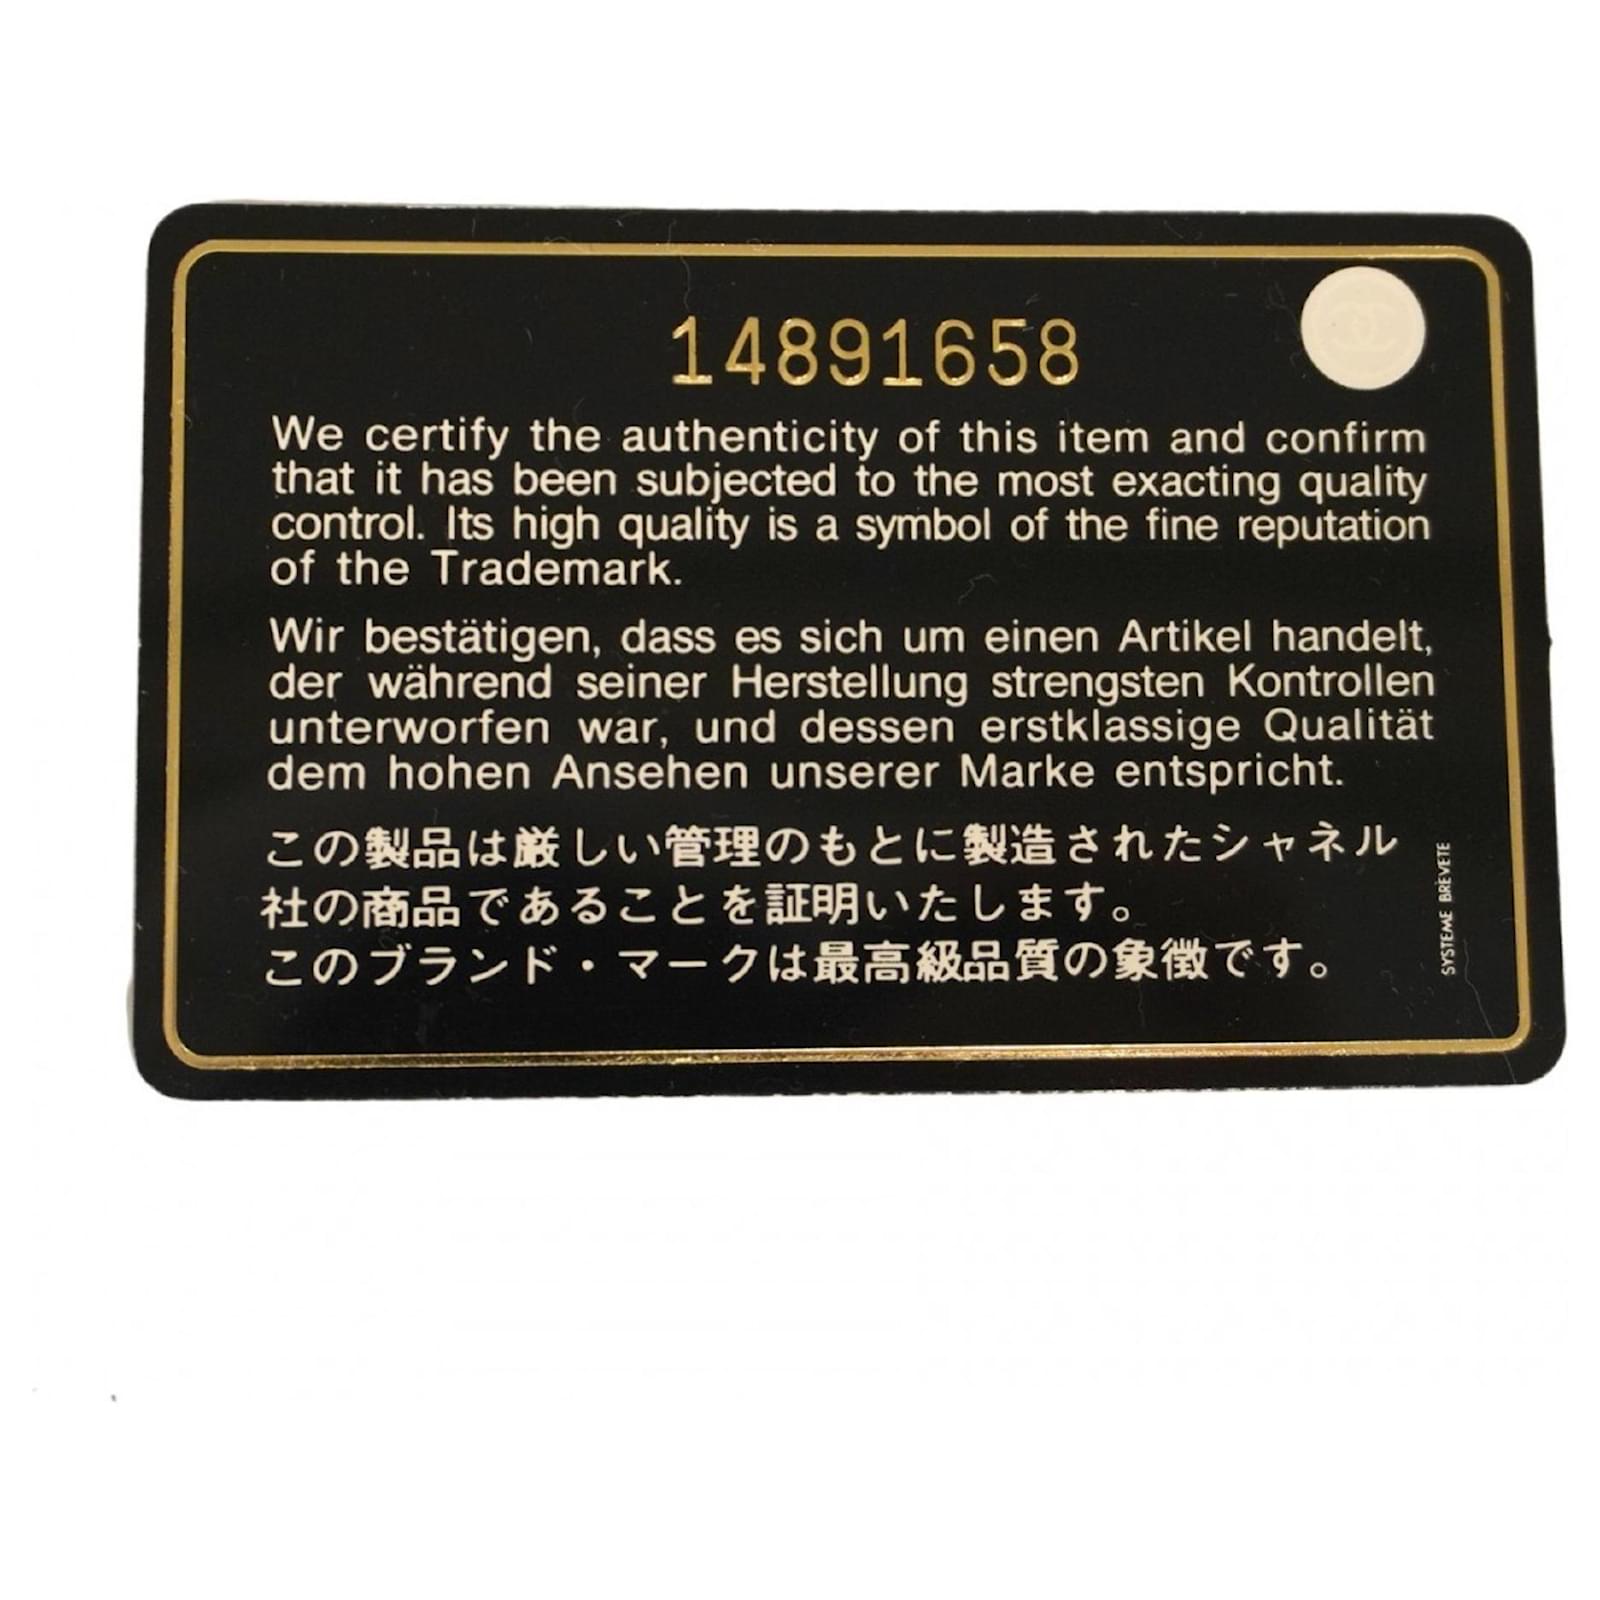 14891658
We certify the authenticity of this item and confirm
that it has been subjected to the most exacting quality
control. Its high quality is a symbol of the fine reputation
of the Trademark.
Wir bestätigen, dass es sich um einen Artikel handelt,
der während seiner Herstellung strengsten Kontrollen
unterworfen war, und dessen erstklassige Qualität
dem hohen Ansehen unserer Marke entspricht.
この製品は厳しい管理のもとに製造されたシャネル
社の商品であることを証明いたします。
このブランド・マークは最高級品質の象徴です。
SYSTEME BREVETE